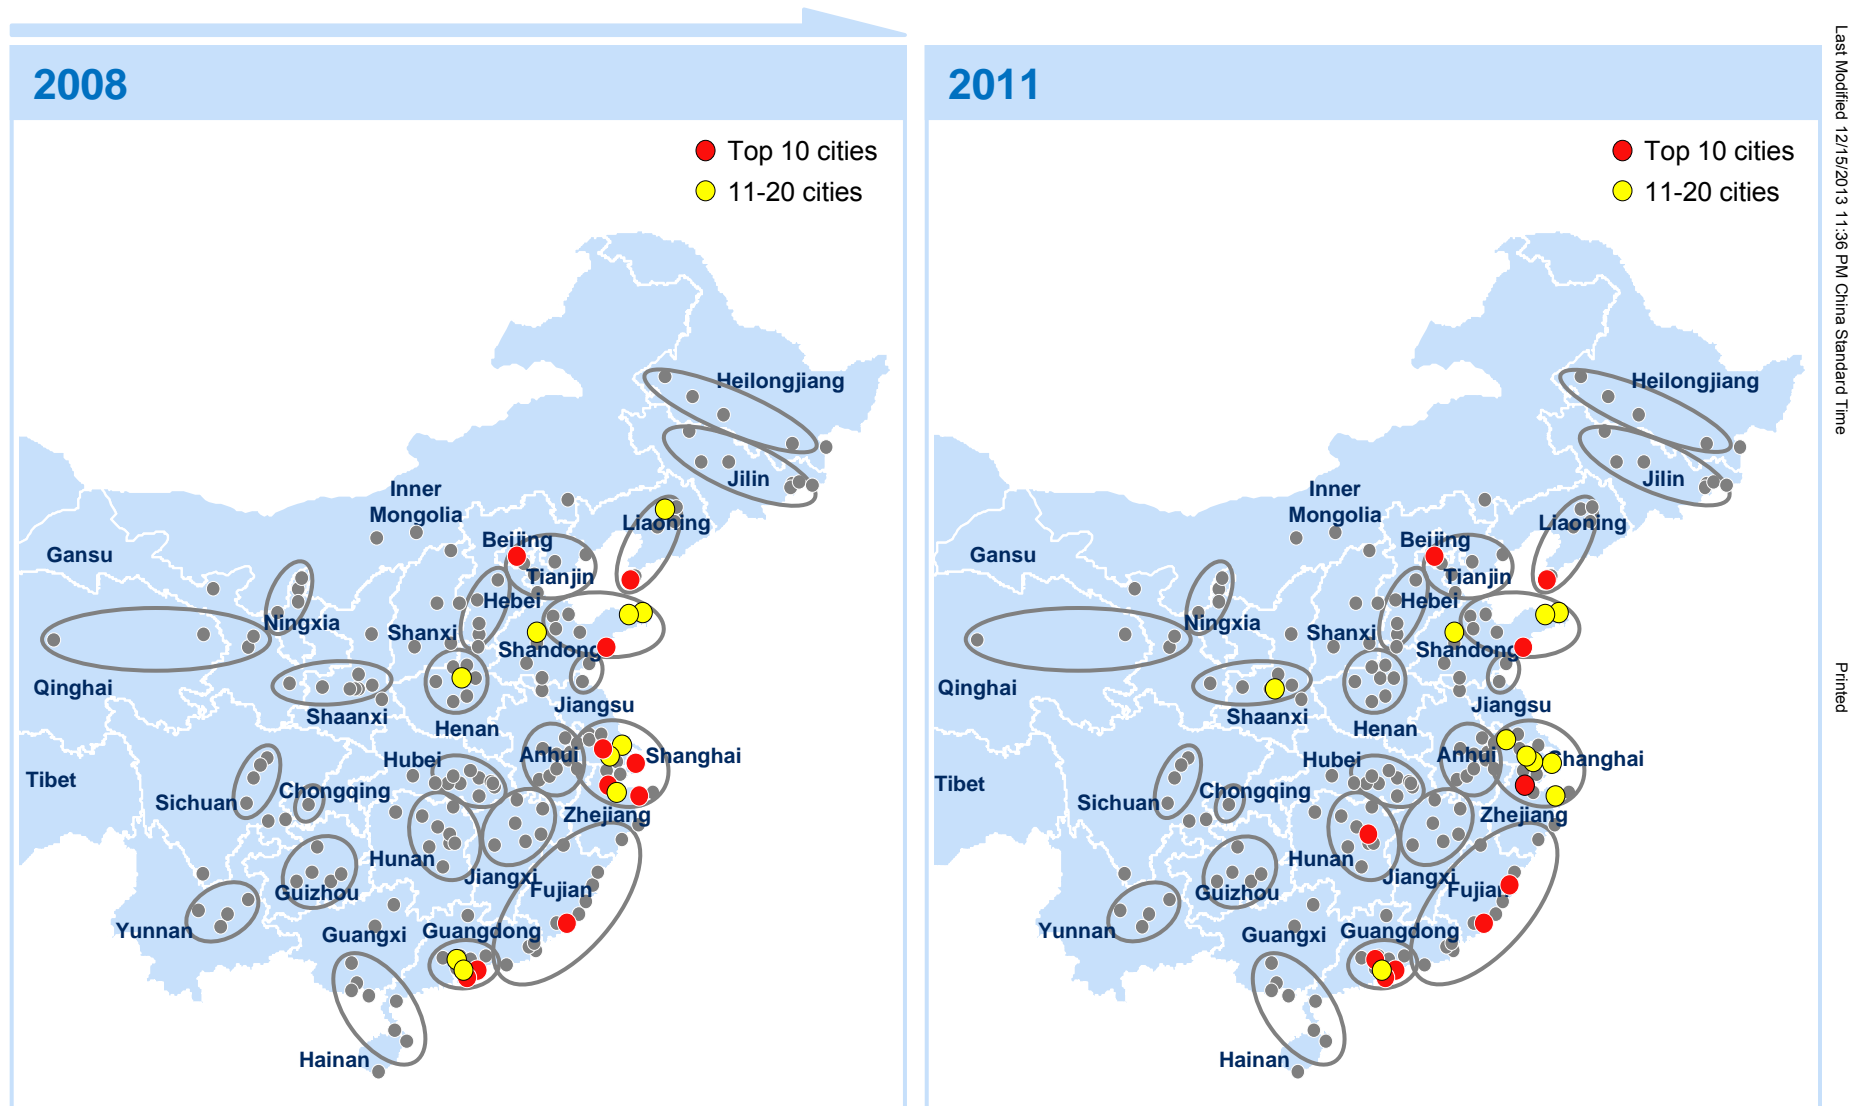 2008
Top 10 cities
11-20 cities
Heilongjiang
Jilin
Inner
Mongolia
Liaoning
Beijing
Gansu
Tianjin
Hebei
Ningxia
Shanxi
Shandong
Qinghai
Shaanxi
Jiangsu
Henan
Anhui
Shanghai
Hubei
Tibet
Chongqing
Sichuan
Zhejiang
Hunan
Jiangxi
Fujian
Guizhou
Yunnan
Guangxi
Guangdong
Hainan
2011
Top 10 cities
11-20 cities
Heilongjiang
Jilin
Inner
Mongolia
Liaoning
Beijing
Gansu
Tianjin
Hebei
Ningxia
Shanxi
Shandong
Qinghai
Shaanxi
Jiangsu
Henan
Anhui
Shanghai
Hubei
Tibet
Chongqing
Sichuan
Zhejiang
Hunan
Jiangxi
Fujian
Guizhou
Yunnan
Guangxi
Guangdong
Hainan
Last Modified 12/15/2013 11:36 PM China Standard Time
Printed